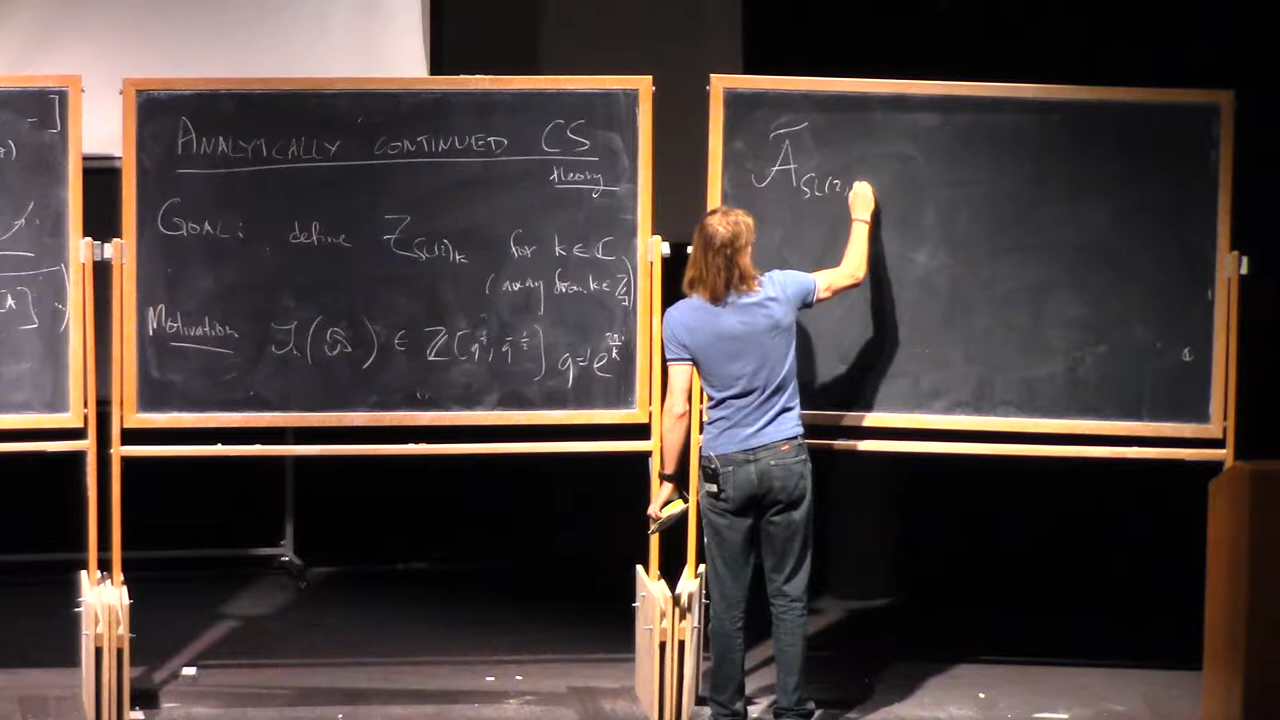 -]
[A]
ANALYTICALLY CONTINUED CS
theory
GOAL: define Z_{SU(2)_k} for k ∈ ℂ
(away from k ∈ ℤ)
Motivation J_n( ) ∈ ℤ[q^{½}, q^{-½}] q = e^{2πi/k}
Ã_{SL(2,